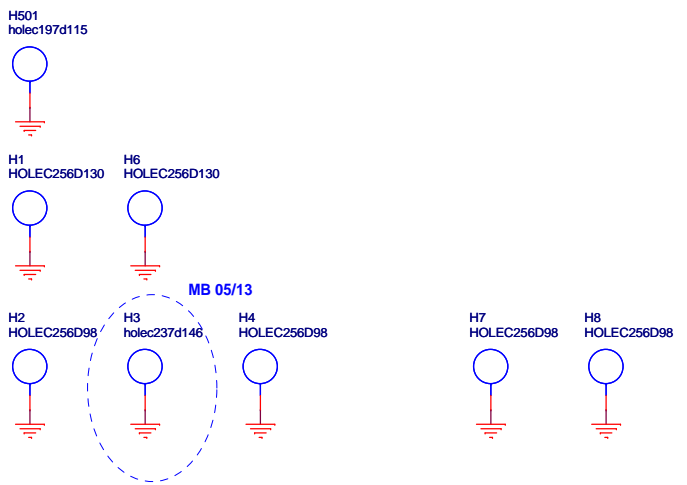 H501
holec197d115
H1
HOLEC256D130
H6
HOLEC256D130
MB 05/13
H2
HOLEC256D98
H3
holec237d146
H4
HOLEC256D98
H7
HOLEC256D98
H8
HOLEC256D98